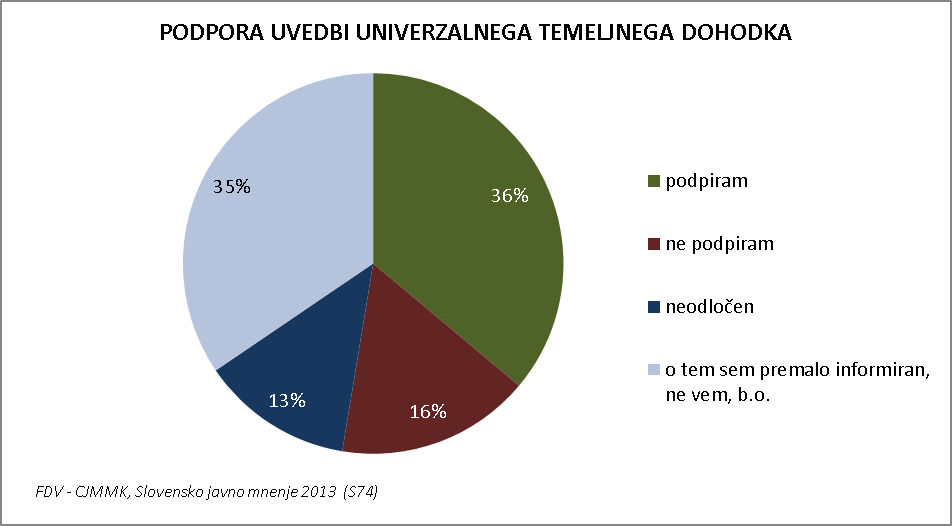 PODPORA UVEDBI UNIVERZALNEGA TEMELJNEGA DOHODKA
35%
36%
13%
16%
podpiram
ne podpiram
neodločen
o tem sem premalo informiran,
ne vem, b.o.
FDV - CJMMK, Slovensko javno mnenje 2013 (S74)